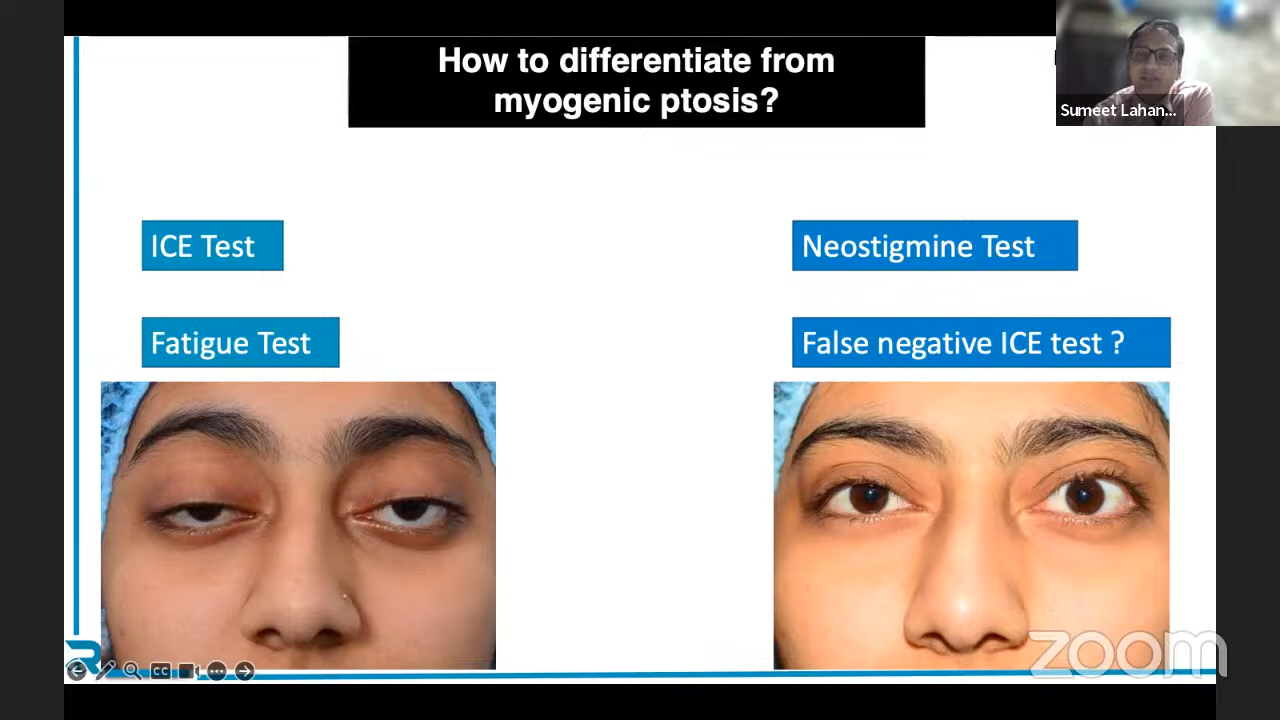 How to differentiate from
myogenic ptosis?
Sumeet Lahan...
ICE Test
Neostigmine Test
Fatigue Test
False negative ICE test ?
CC
zoom